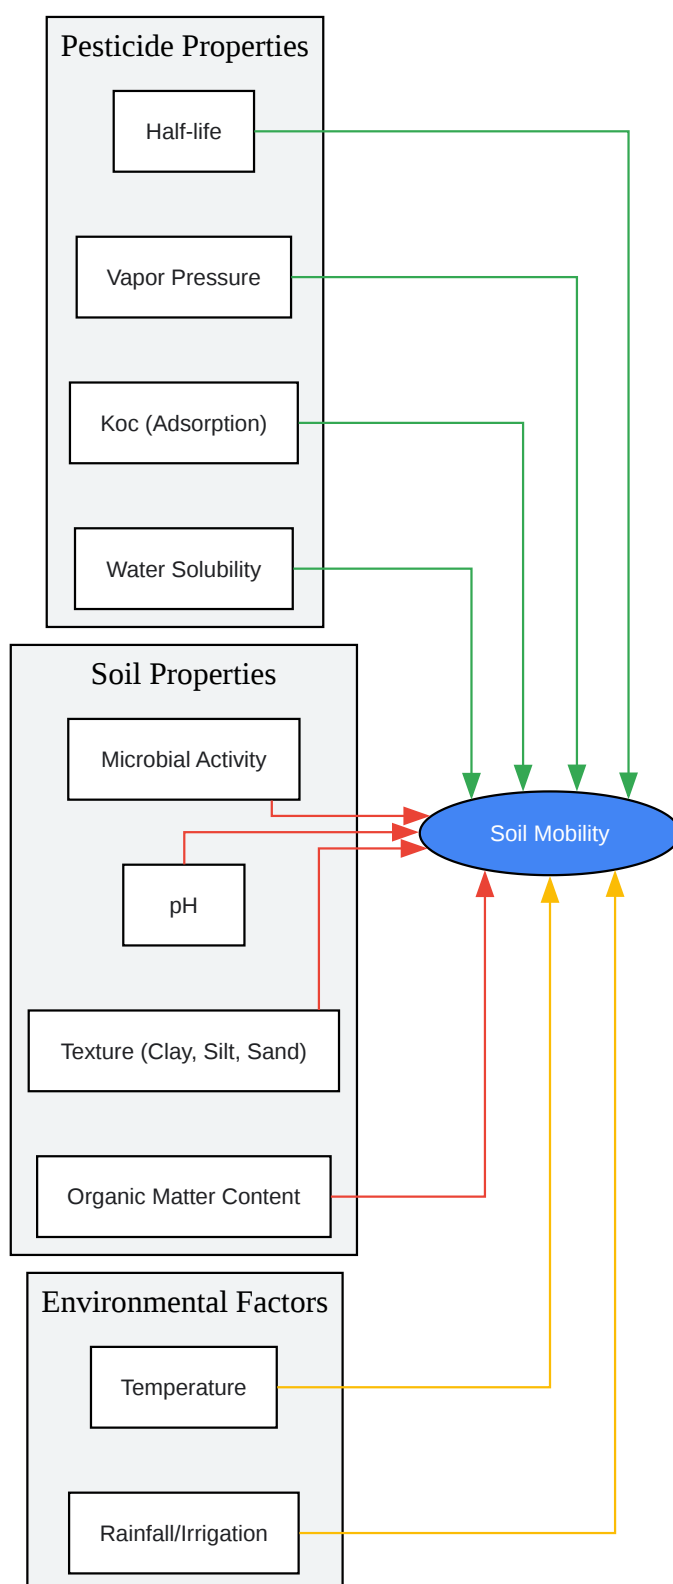 Pesticide Properties
Half-life
Vapor Pressure
Koc (Adsorption)
Water Solubility
Soil Properties
Microbial Activity
Soil Mobility
pH
Texture (Clay, Silt, Sand)
Organic Matter Content
Environmental Factors
Temperature
Rainfall/Irrigation